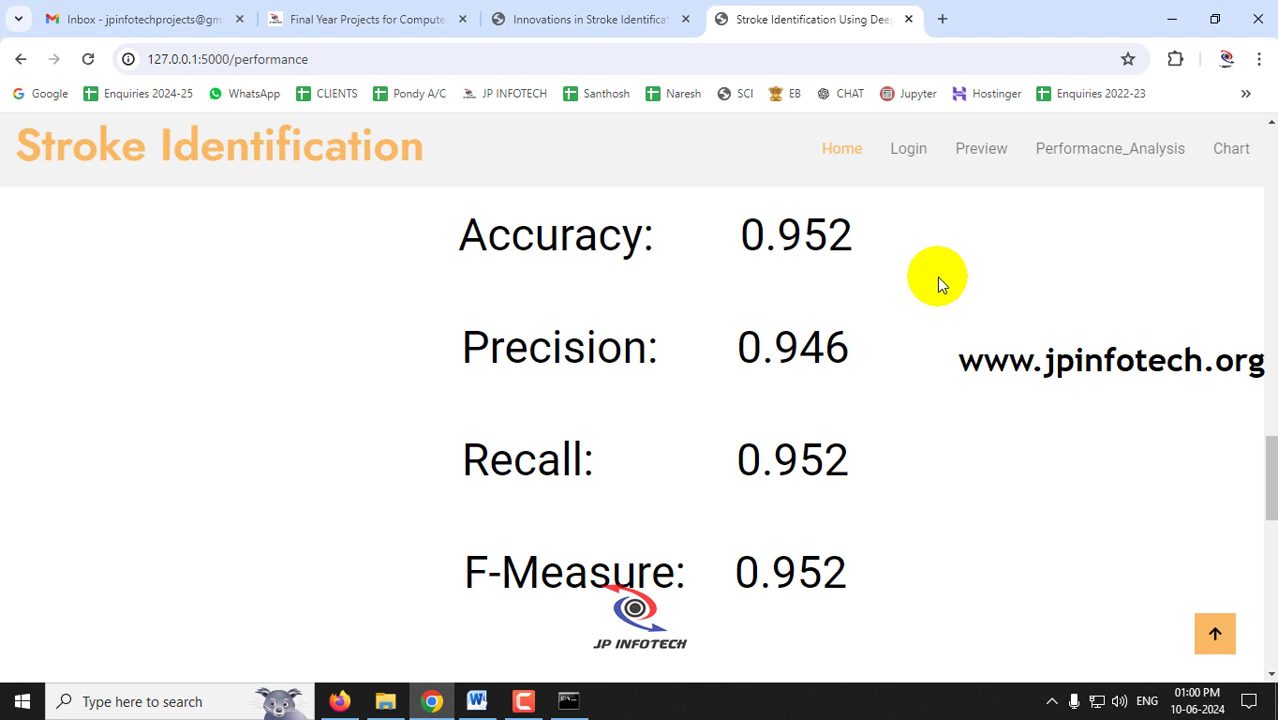 Inbox - jpinfotechprojects@gm
Final Year Projects for Compute
Innovations in Stroke Identificat
Stroke Identification Using Dee
127.0.0.1:5000/performance
Google
Enquiries 2024-25
WhatsApp
CLIENTS
Pondy A/C
JP INFOTECH
Santhosh
Naresh
SCI
EB
CHAT
Jupyter
Hostinger
Enquiries 2022-23
Stroke Identification
Home
Login
Preview
Performacne_Analysis
Chart
Accuracy: 0.952
Precision: 0.946
www.jpinfotech.org
Recall: 0.952
F-Measure: 0.952
JP INFOTECH
Type here to search
ENG
01:00 PM
10-06-2024